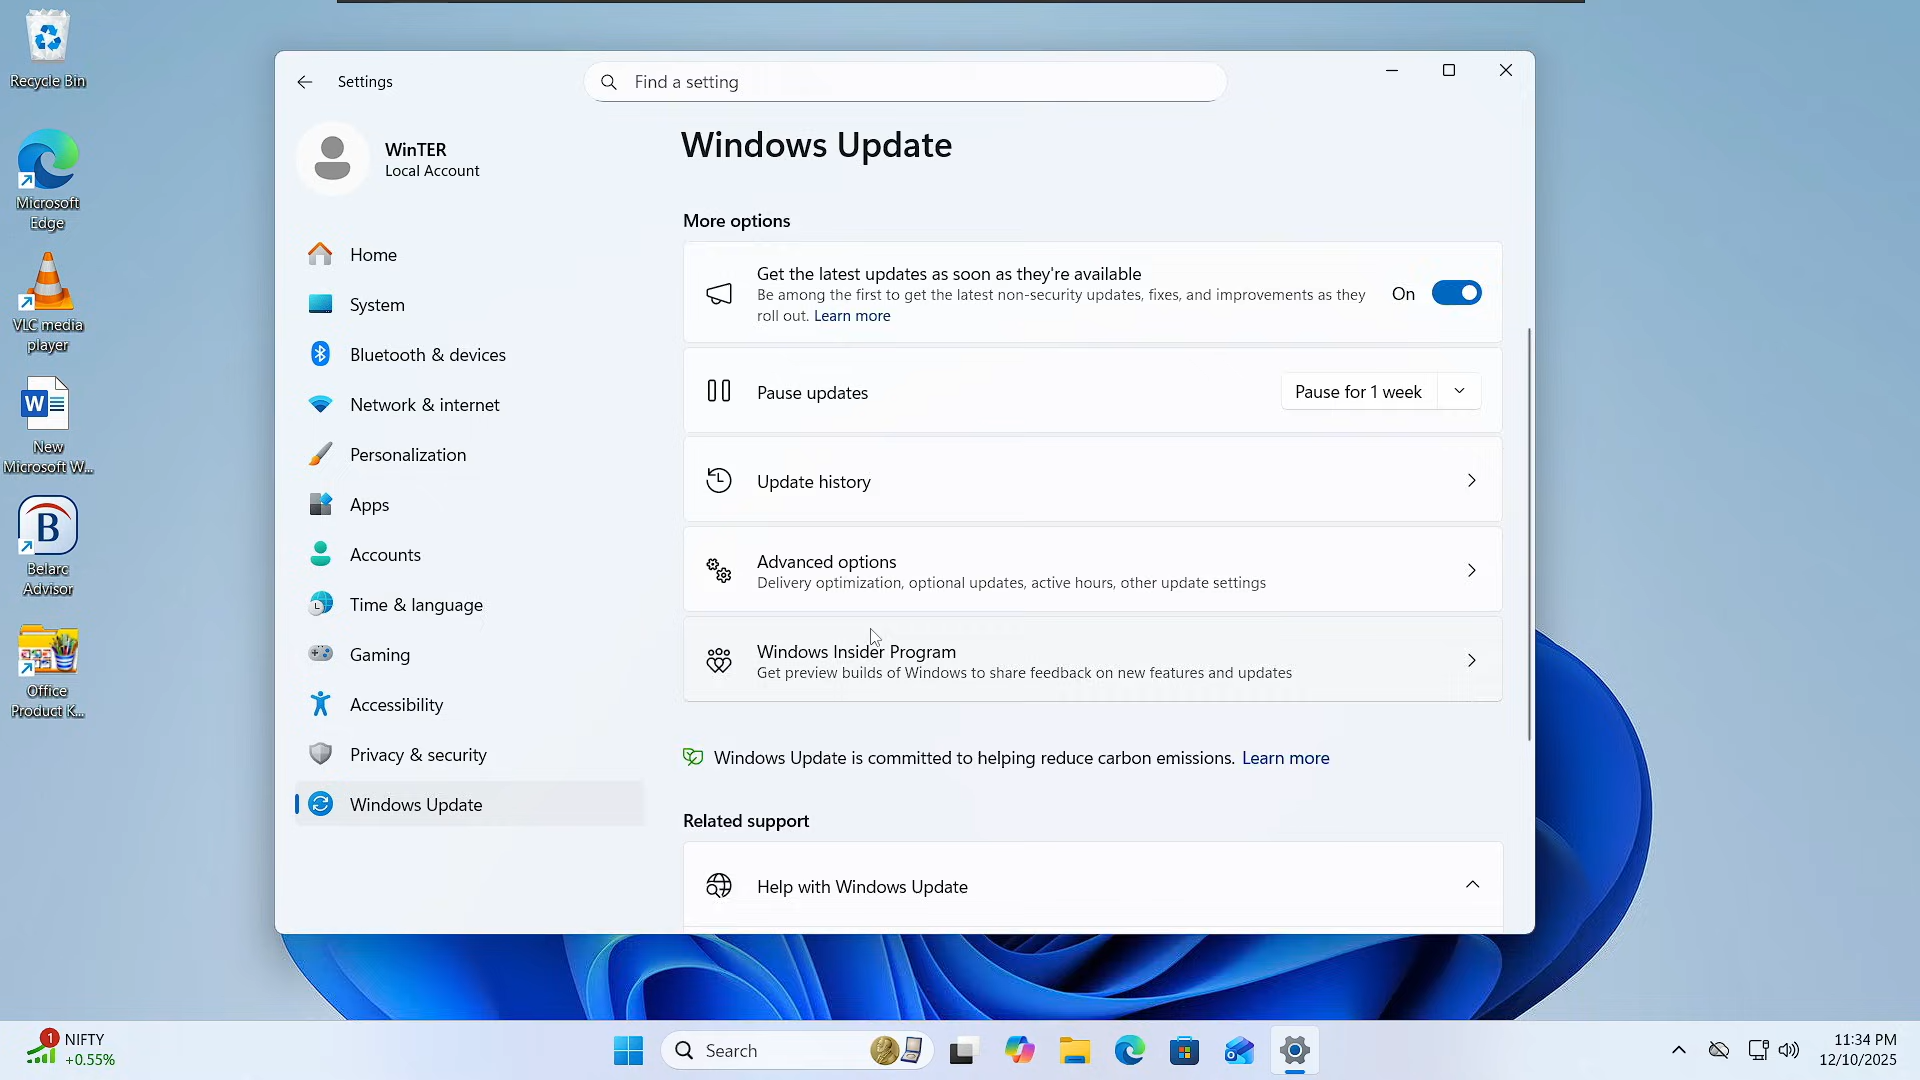 Recycle Bin
Microsoft
Edge
VLC media
player
New
Microsoft W...
Belarc
Advisor
Office
Product K...
Settings
Find a setting
WinTER
Local Account
Home
System
Bluetooth & devices
Network & internet
Personalization
Apps
Accounts
Time & language
Gaming
Accessibility
Privacy & security
Windows Update
Windows Update
More options
Get the latest updates as soon as they're available
Be among the first to get the latest non-security updates, fixes, and improvements as they
roll out. Learn more
On
Pause updates
Pause for 1 week
Update history
Advanced options
Delivery optimization, optional updates, active hours, other update settings
Windows Insider Program
Get preview builds of Windows to share feedback on new features and updates
Windows Update is committed to helping reduce carbon emissions. Learn more
Related support
Help with Windows Update
1
NIFTY
+0.55%
Search
11:34 PM
12/10/2025